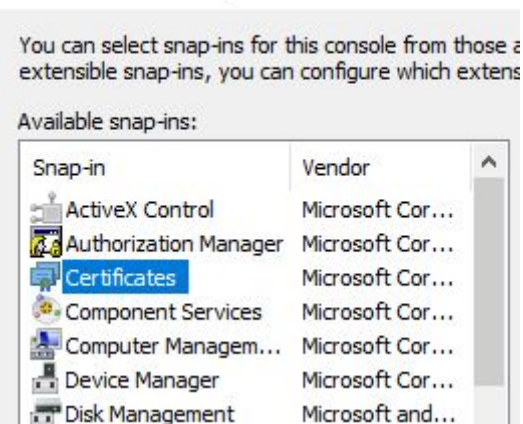 You can select snap-ins for this console from those a
extensible snap-ins, you can configure which extens
Available snap-ins:
Snap-in Vendor
ActiveX Control Microsoft Cor...
Authorization Manager Microsoft Cor...
Certificates Microsoft Cor...
Component Services Microsoft Cor...
Computer Managem... Microsoft Cor...
Device Manager Microsoft Cor...
Disk Management Microsoft and...